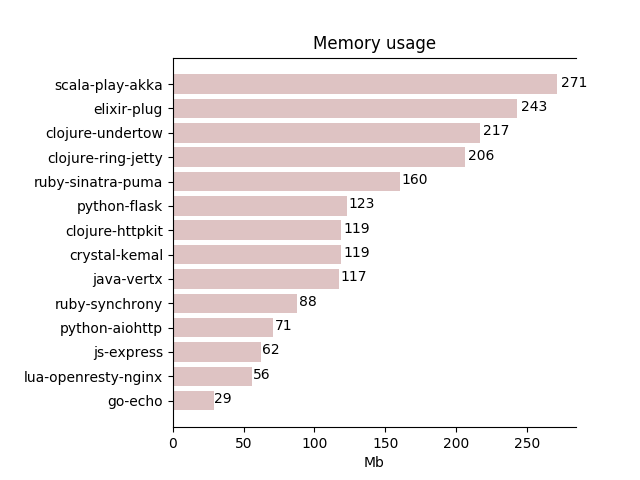 Memory usage
scala-play-akka 271
elixir-plug 243
clojure-undertow 217
clojure-ring-jetty 206
ruby-sinatra-puma 160
python-flask 123
clojure-httpkit 119
crystal-kemal 119
java-vertx 117
ruby-synchrony 88
python-aiohttp 71
js-express 62
lua-openresty-nginx 56
go-echo 29
0 50 100 150 200 250
Mb